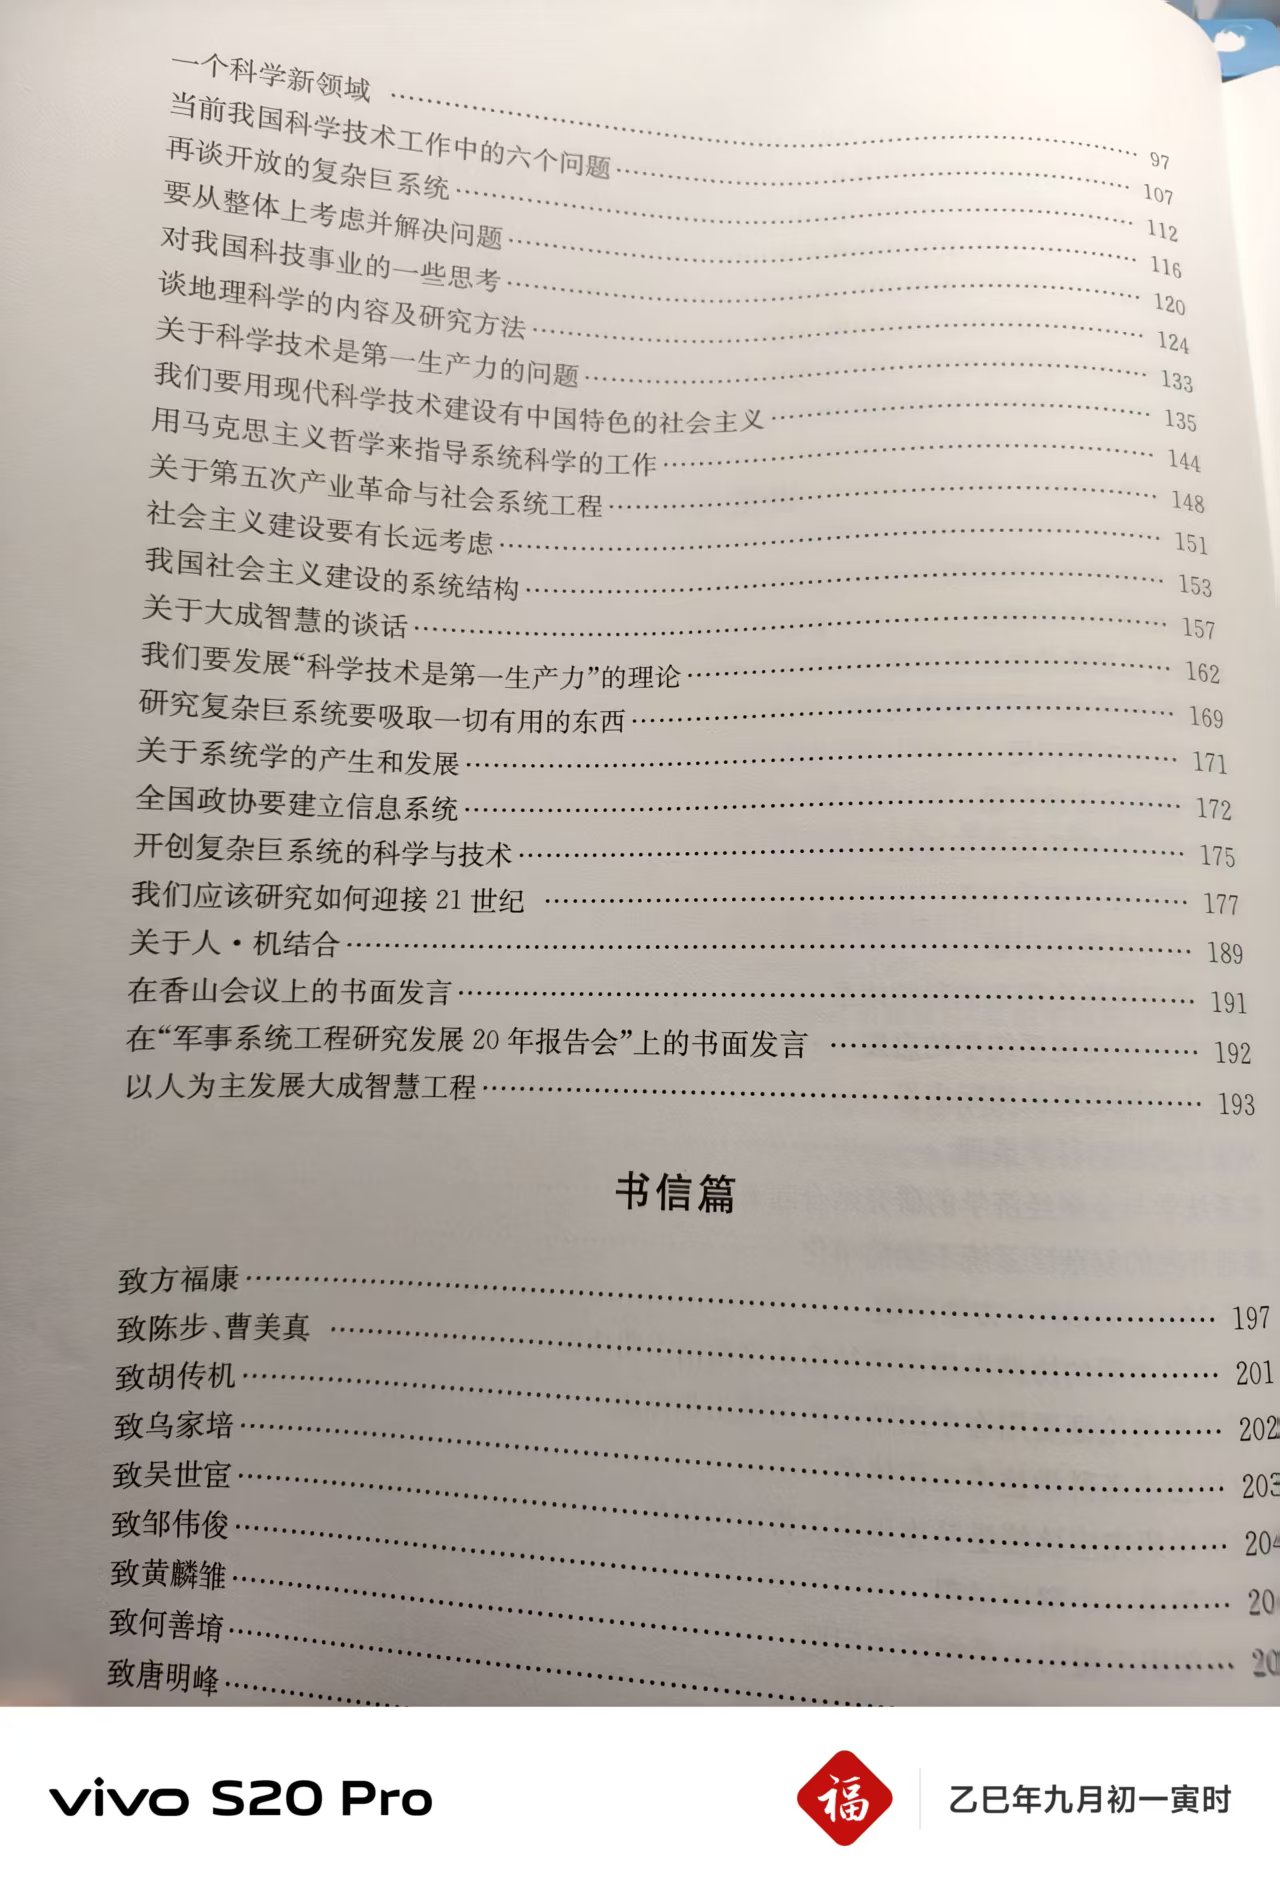 一个科学新领域 …… 97
当前我国科学技术工作中的六个问题 …… 107
再谈开放的复杂巨系统 …… 112
要从整体上考虑并解决问题 …… 116
对我国科技事业的一些思考 …… 120
谈地理科学的内容及研究方法 …… 124
关于科学技术是第一生产力的问题 …… 133
我们要用现代科学技术建设有中国特色的社会主义 …… 135
用马克思主义哲学来指导系统科学的工作 …… 144
关于第五次产业革命与社会系统工程 …… 148
社会主义建设要有长远考虑 …… 151
我国社会主义建设的系统结构 …… 153
关于大成智慧的谈话 …… 157
我们要发展“科学技术是第一生产力”的理论 …… 162
研究复杂巨系统要吸取一切有用的东西 …… 169
关于系统学的产生和发展 …… 171
全国政协要建立信息系统 …… 172
开创复杂巨系统的科学与技术 …… 175
我们应该研究如何迎接 21 世纪 …… 177
关于人·机结合 …… 189
在香山会议上的书面发言 …… 191
在“军事系统工程研究发展 20 年报告会”上的书面发言 …… 192
以人为主发展大成智慧工程 …… 193
书信篇
致方福康 …… 197
致陈步、曹美真 …… 201
致胡传机 …… 202
致乌家培 …… 203
致吴世宦 …… 204
致邹伟俊 ……
致黄麟雏 ……
致何善堉 ……
致唐明峰 ……
vivo S20 Pro
福
乙巳年九月初一寅时